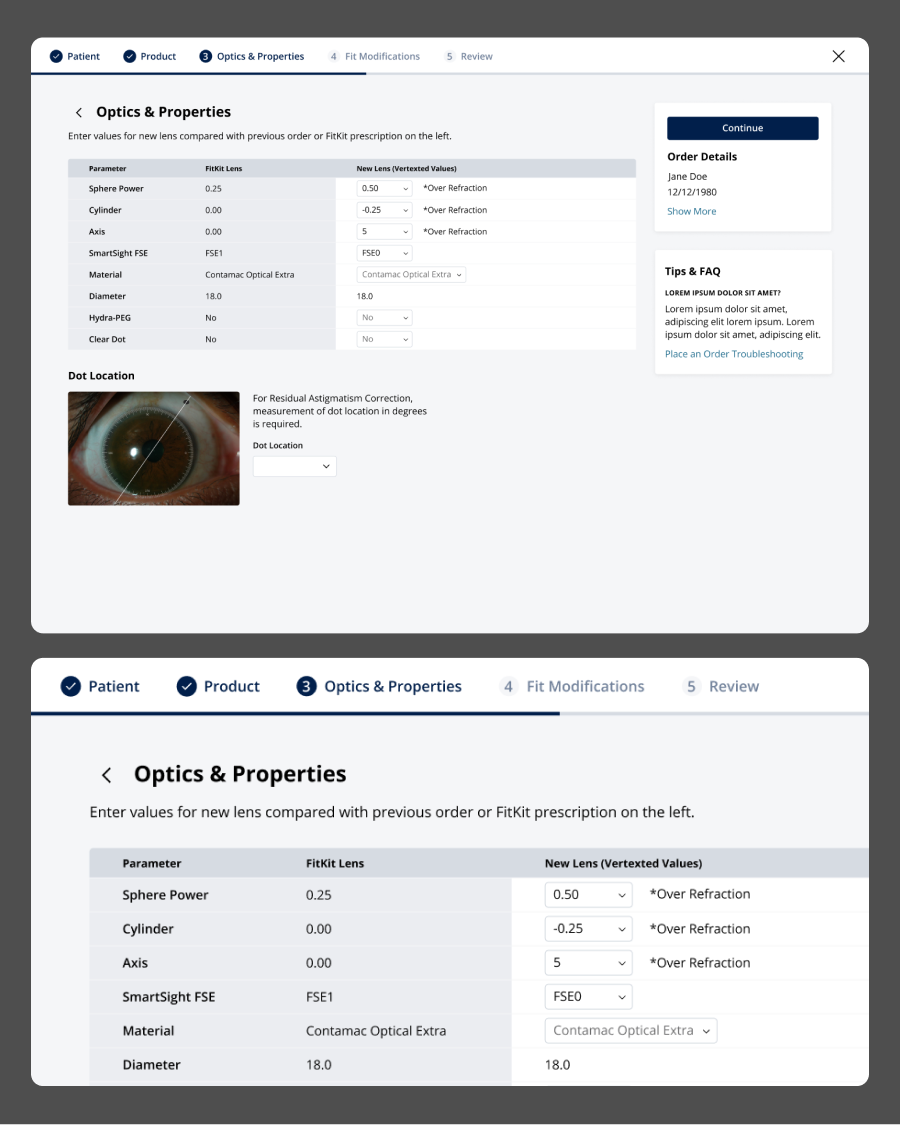 Patient Product 3 Optics & Properties 4 Fit Modifications 5 Review
Optics & Properties
Enter values for new lens compared with previous order or FitKit prescription on the left.
Parameter FitKit Lens New Lens (Vertexted Values)
Sphere Power 0.25 0.50 *Over Refraction
Cylinder 0.00 -0.25 *Over Refraction
Axis 0.00 5 *Over Refraction
SmartSight FSE FSE1 FSE0
Material Contamac Optical Extra Contamac Optical Extra
Diameter 18.0 18.0
Hydra-PEG No No
Clear Dot No No
Dot Location
For Residual Astigmatism Correction,
measurement of dot location in degrees
is required.
Dot Location
Continue
Order Details
Jane Doe
12/12/1980
Show More
Tips & FAQ
LOREM IPSUM DOLOR SIT AMET?
Lorem ipsum dolor sit amet,
adipiscing elit lorem ipsum. Lorem
ipsum dolor sit amet, adipiscing elit.
Place an Order Troubleshooting
Patient Product 3 Optics & Properties 4 Fit Modifications 5 Review
Optics & Properties
Enter values for new lens compared with previous order or FitKit prescription on the left.
Parameter FitKit Lens New Lens (Vertexted Values)
Sphere Power 0.25 0.50 *Over Refraction
Cylinder 0.00 -0.25 *Over Refraction
Axis 0.00 5 *Over Refraction
SmartSight FSE FSE1 FSE0
Material Contamac Optical Extra Contamac Optical Extra
Diameter 18.0 18.0